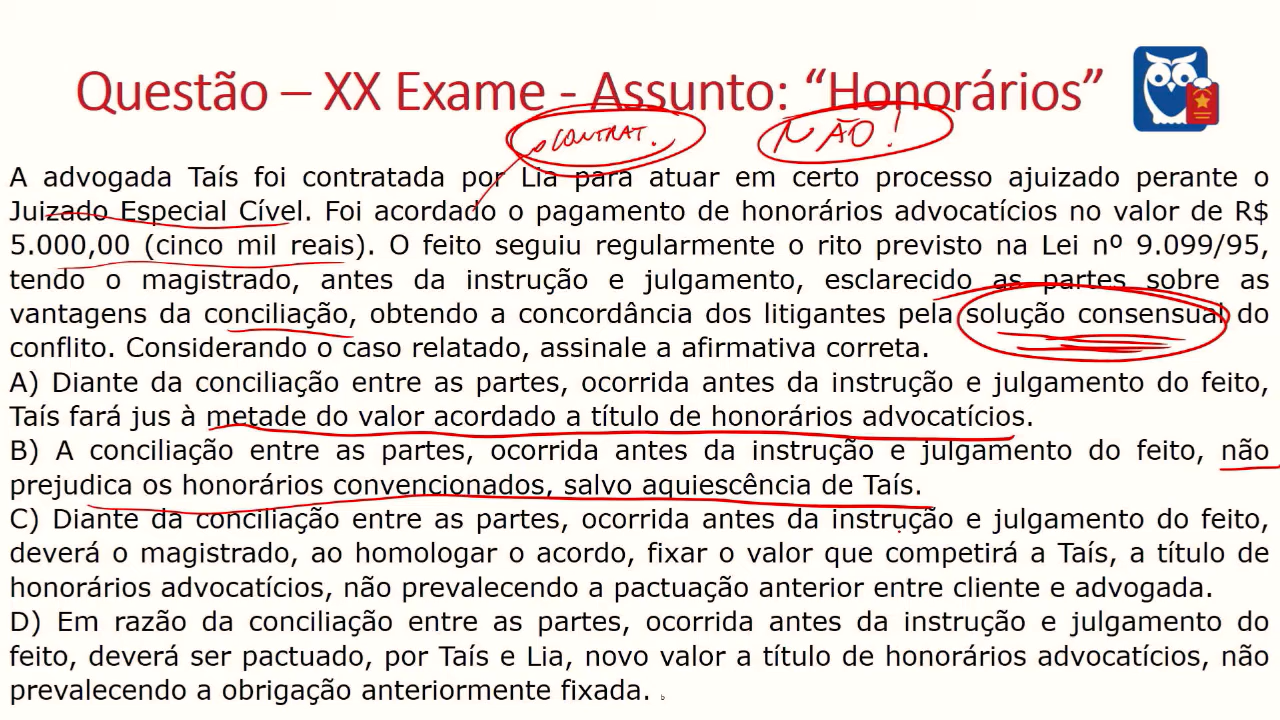 Questão – XX Exame - Assunto: “Honorários”
CONTRAT. NÃO!
A advogada Taís foi contratada por Lia para atuar em certo processo ajuizado perante o
Juizado Especial Cível. Foi acordado o pagamento de honorários advocatícios no valor de R$
5.000,00 (cinco mil reais). O feito seguiu regularmente o rito previsto na Lei nº 9.099/95,
tendo o magistrado, antes da instrução e julgamento, esclarecido as partes sobre as
vantagens da conciliação, obtendo a concordância dos litigantes pela solução consensual do
conflito. Considerando o caso relatado, assinale a afirmativa correta.
A) Diante da conciliação entre as partes, ocorrida antes da instrução e julgamento do feito,
Taís fará jus à metade do valor acordado a título de honorários advocatícios.
B) A conciliação entre as partes, ocorrida antes da instrução e julgamento do feito, não
prejudica os honorários convencionados, salvo aquiescência de Taís.
C) Diante da conciliação entre as partes, ocorrida antes da instrução e julgamento do feito,
deverá o magistrado, ao homologar o acordo, fixar o valor que competirá a Taís, a título de
honorários advocatícios, não prevalecendo a pactuação anterior entre cliente e advogada.
D) Em razão da conciliação entre as partes, ocorrida antes da instrução e julgamento do
feito, deverá ser pactuado, por Taís e Lia, novo valor a título de honorários advocatícios, não
prevalecendo a obrigação anteriormente fixada.